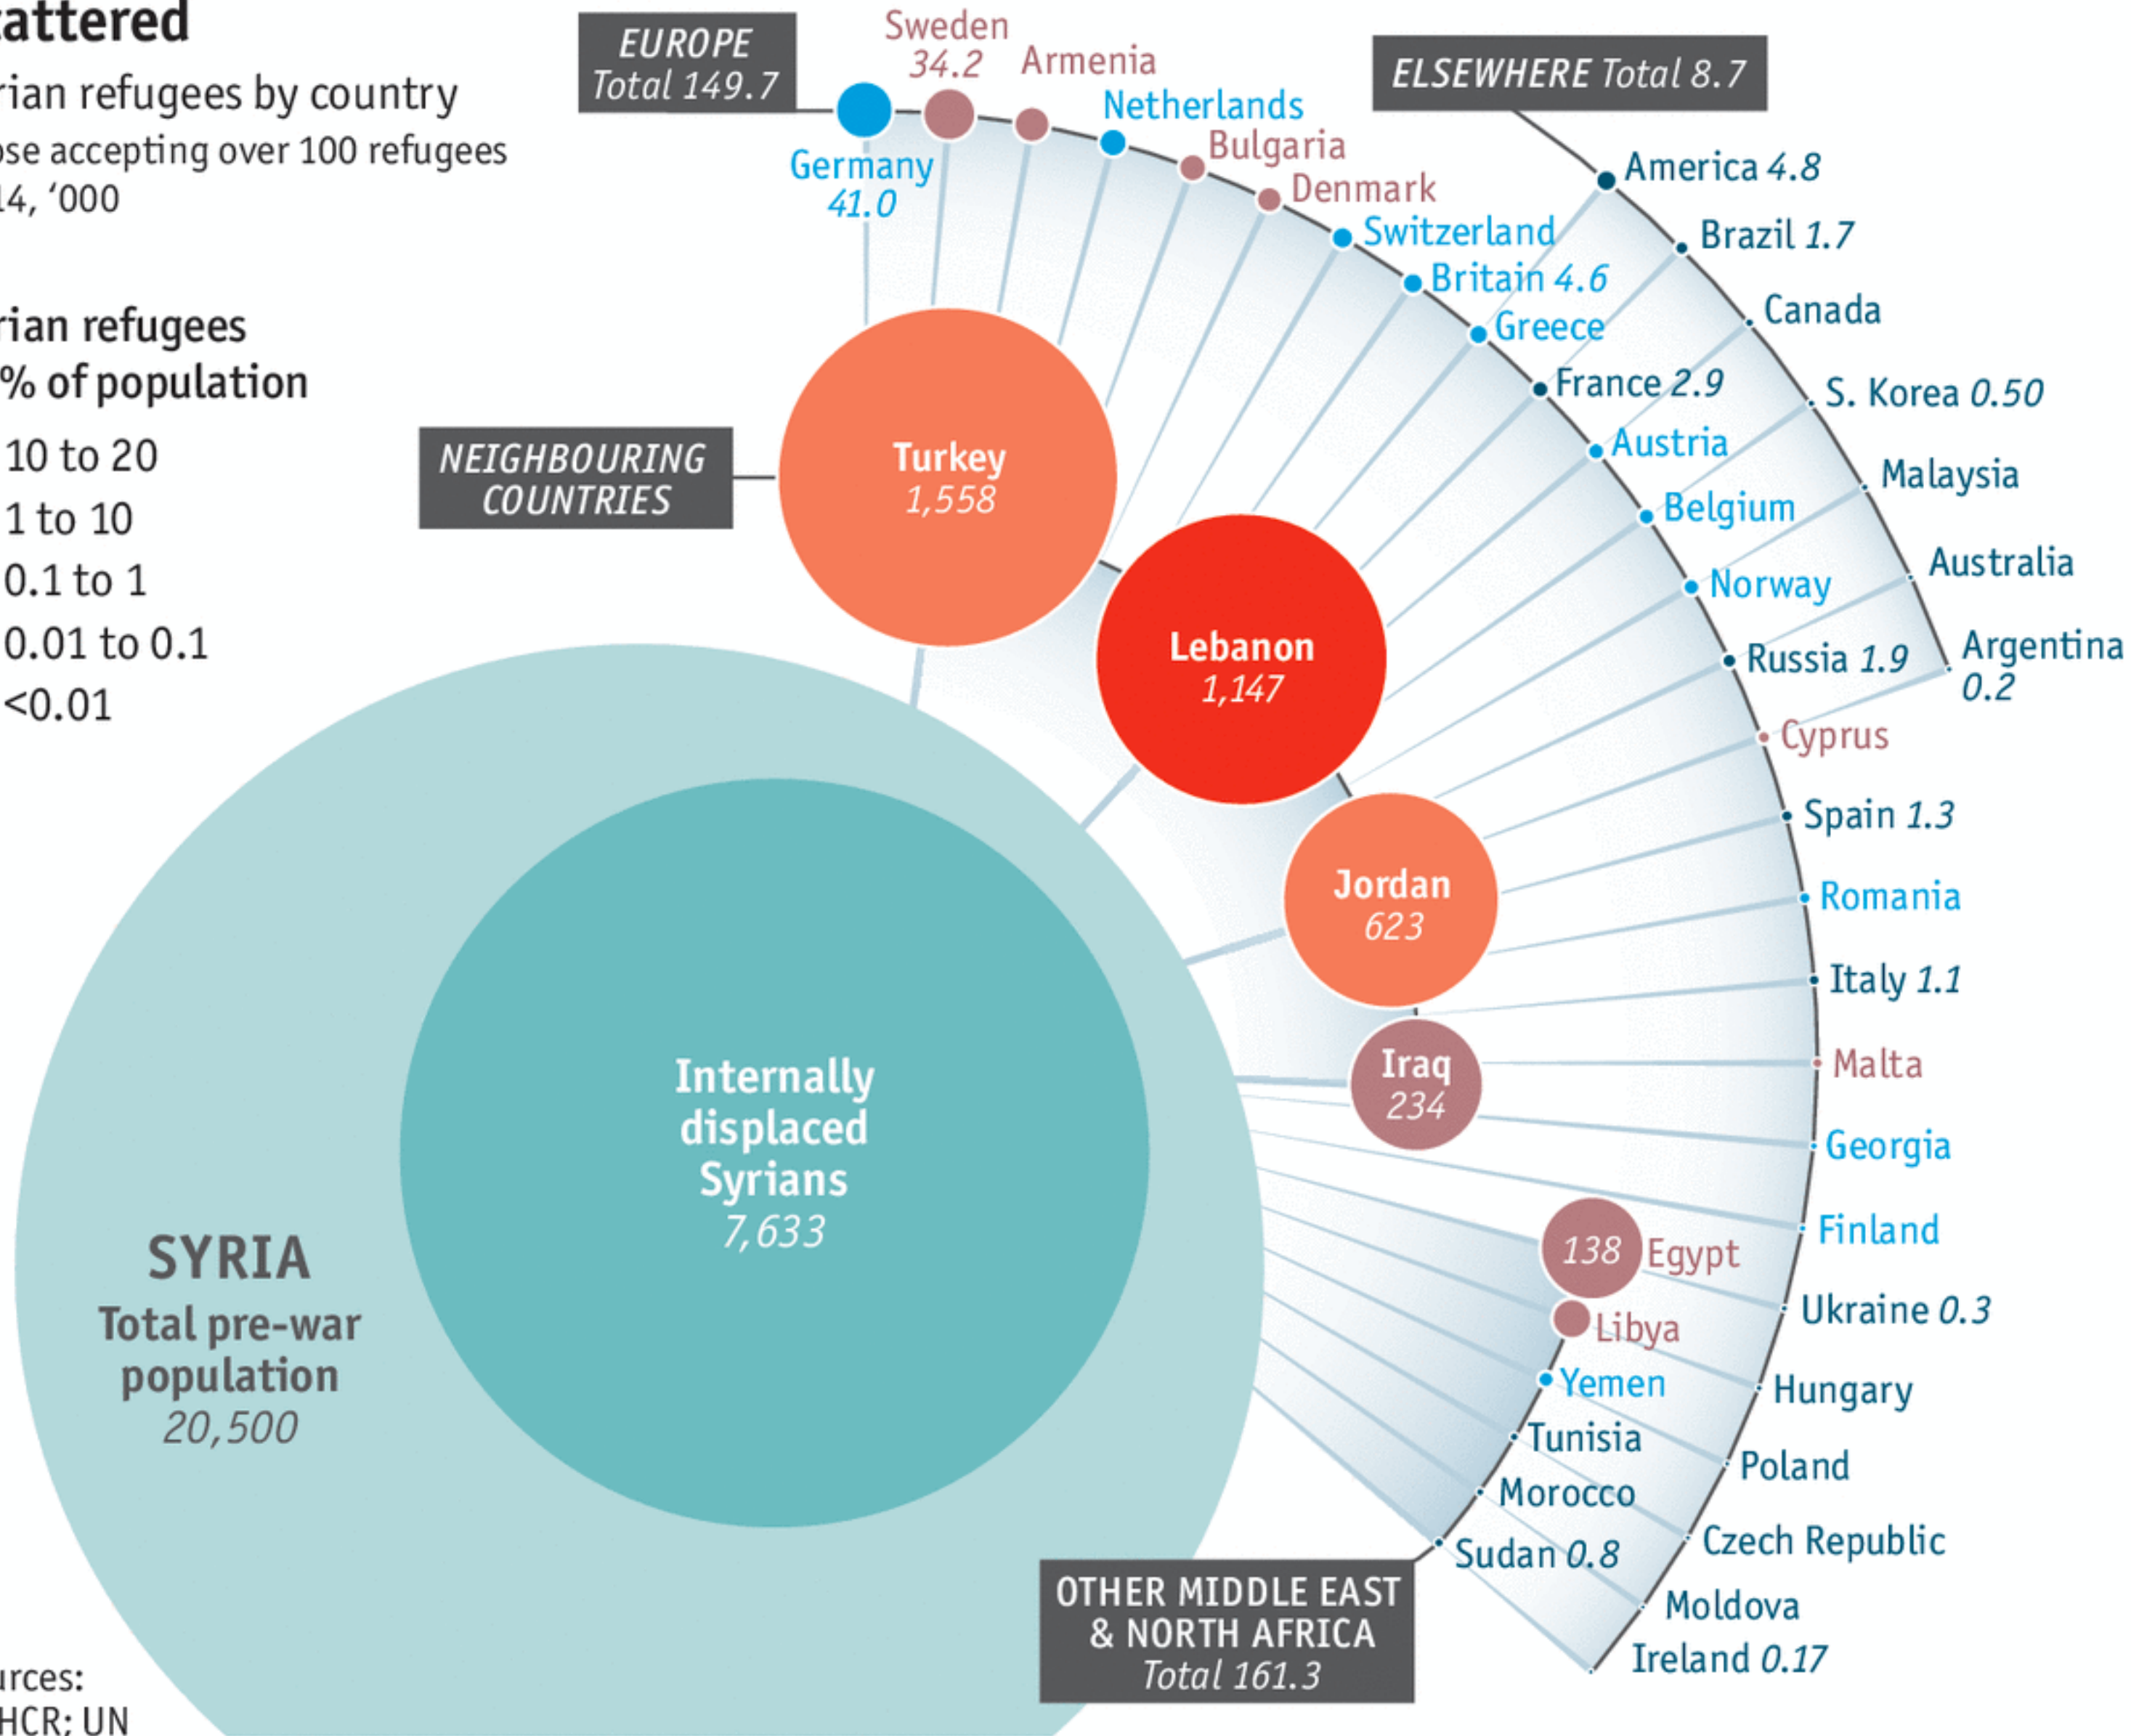 cattered
rian refugees by country
ose accepting over 100 refugees
14, ‘000
rian refugees
% of population
10 to 20
1 to 10
0.1 to 1
0.01 to 0.1
<0.01
EUROPE
Total 149.7
Germany
41.0
Sweden
34.2
Armenia
Netherlands
Bulgaria
Denmark
Switzerland
Britain 4.6
Greece
France 2.9
Austria
Belgium
Norway
Russia 1.9
Cyprus
Spain 1.3
Romania
Italy 1.1
Malta
Georgia
Finland
Ukraine 0.3
Hungary
Poland
Czech Republic
Moldova
Ireland 0.17
ELSEWHERE Total 8.7
America 4.8
Brazil 1.7
Canada
S. Korea 0.50
Malaysia
Australia
Argentina
0.2
NEIGHBOURING
COUNTRIES
Turkey
1,558
Lebanon
1,147
Jordan
623
Iraq
234
138 Egypt
Libya
Yemen
Tunisia
Morocco
Sudan 0.8
OTHER MIDDLE EAST
& NORTH AFRICA
Total 161.3
Internally
displaced
Syrians
7,633
SYRIA
Total pre-war
population
20,500
urces:
HCR; UN